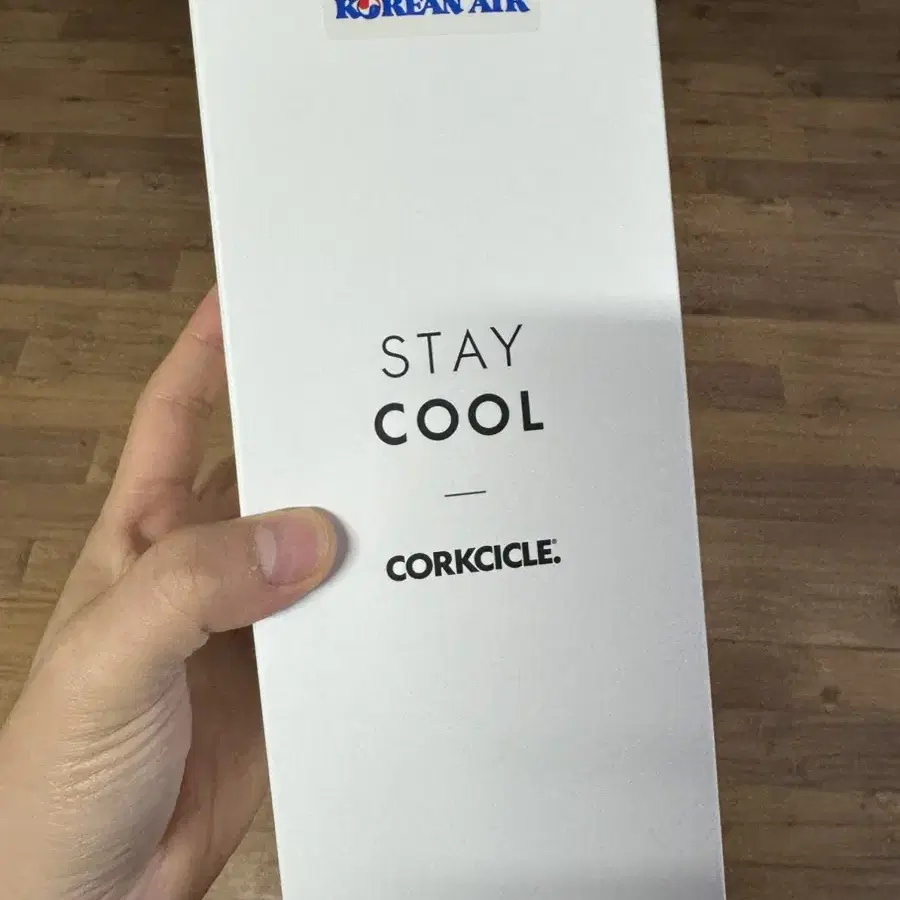 KOREAN AIR
STAY
COOL
CORKCICLE.®